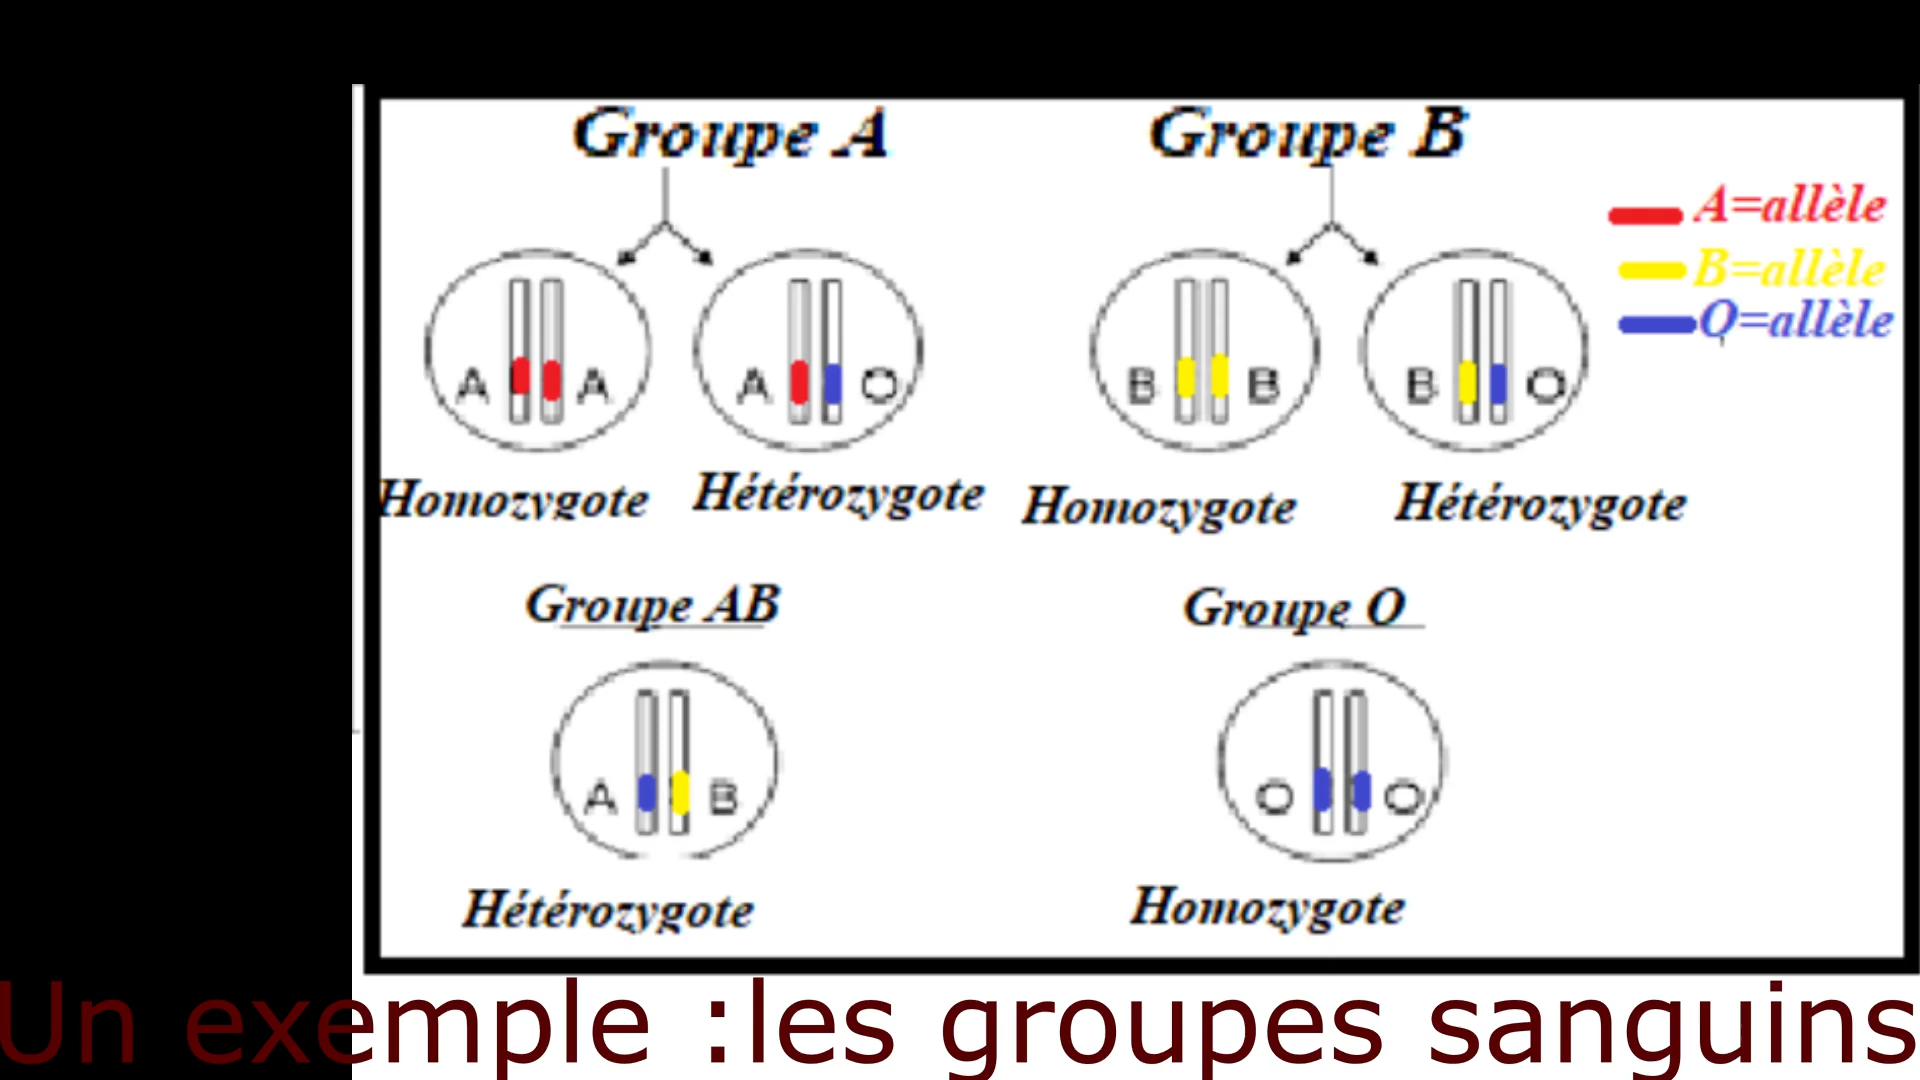 Groupe A
Groupe B
A=allèle
B=allèle
O=allèle
A A
A O
B B
B O
Homozygote
Hétérozygote
Homozygote
Hétérozygote
Groupe AB
Groupe O
A B
O O
Hétérozygote
Homozygote
Un exemple :les groupes sanguins